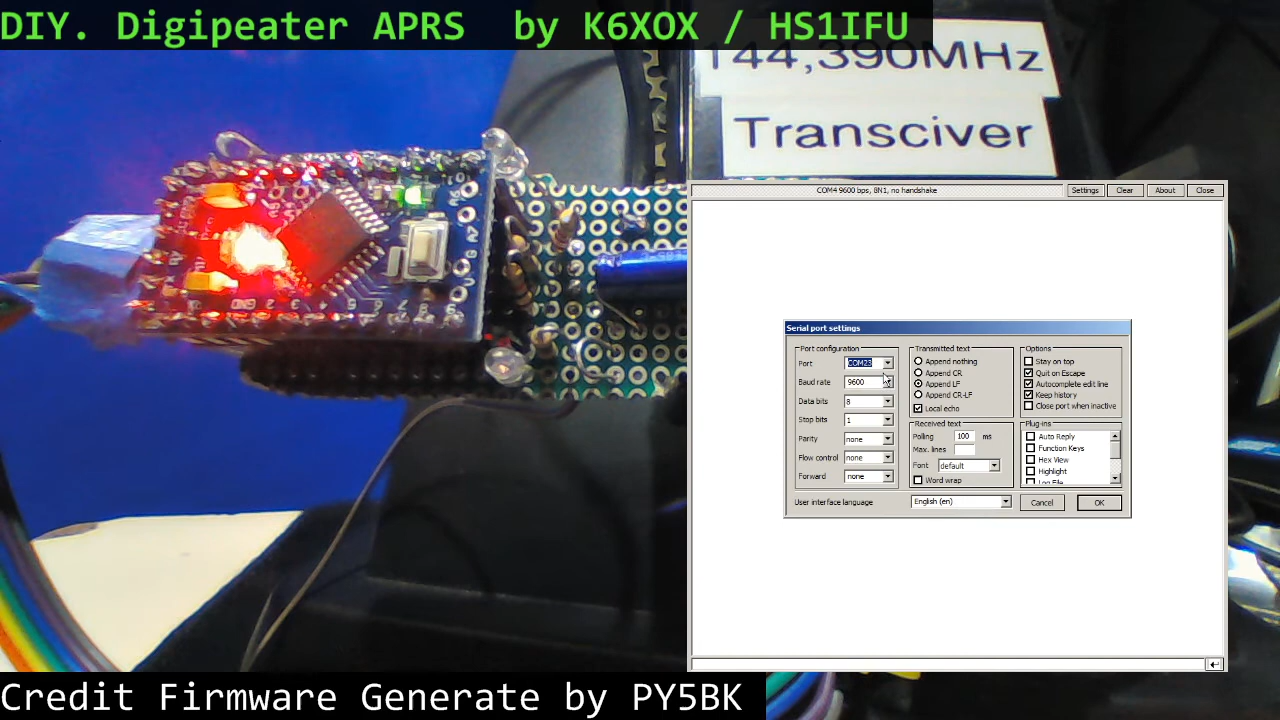 DIY. Digipeater APRS by K6XOX / HS1IFU
144,390MHz
Transciver
COM4 9600 bps, 8N1, no handshake
Settings
Clear
About
Close
Serial port settings
Port configuration
Port COM23
Baud rate 9600
Data bits 8
Stop bits 1
Parity none
Flow control none
Forward none
Transmitted text
Append nothing
Append CR
Append LF
Append CR-LF
Local echo
Received text
Polling 100 ms
Max. lines
Font default
Word wrap
Options
Stay on top
Quit on Escape
Autocomplete edit line
Keep history
Close port when inactive
Plug-ins
Auto Reply
Function Keys
Hex View
Highlight
Log File
User interface language English (en)
Cancel
OK
Credit Firmware Generate by PY5BK